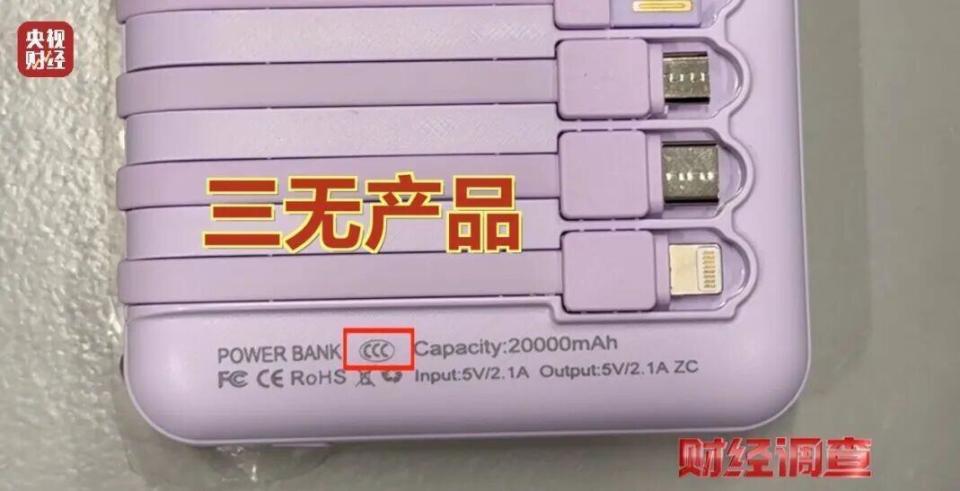 央视
财经
三无产品
POWER BANK CCC Capacity:20000mAh
FC CE RoHS Input:5V/2.1A Output:5V/2.1A ZC
财经调查